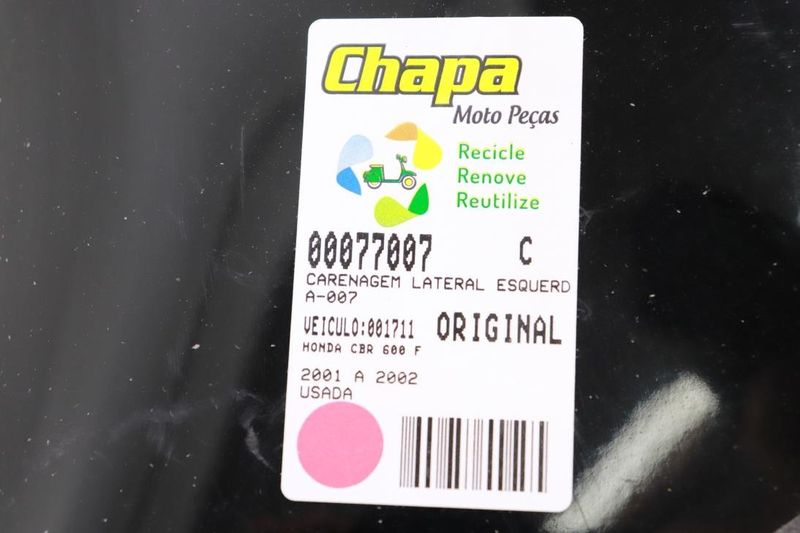 Chapa
Moto Peças
Recicle
Renove
Reutilize
00077007 C
CARENAGEM LATERAL ESQUERD
A-007
VEICULO:001711 ORIGINAL
HONDA CBR 600 F
2001 A 2002
USADA